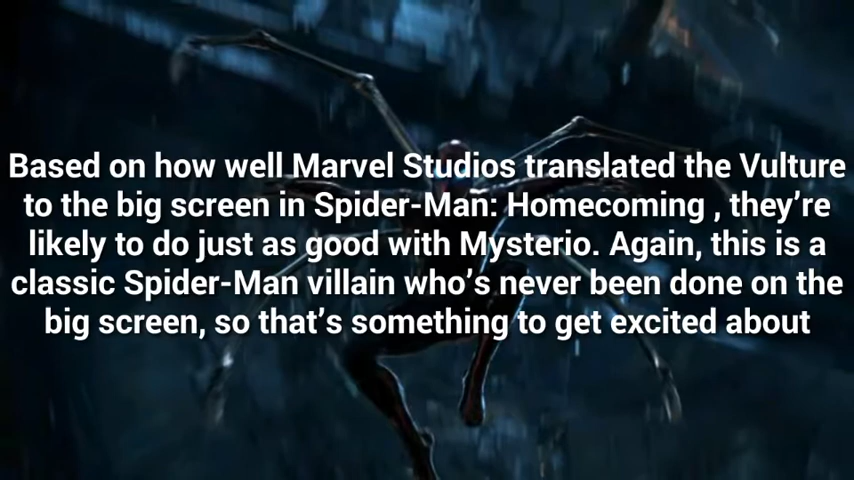 Based on how well Marvel Studios translated the Vulture
to the big screen in Spider-Man: Homecoming , they’re
likely to do just as good with Mysterio. Again, this is a
classic Spider-Man villain who’s never been done on the
big screen, so that’s something to get excited about